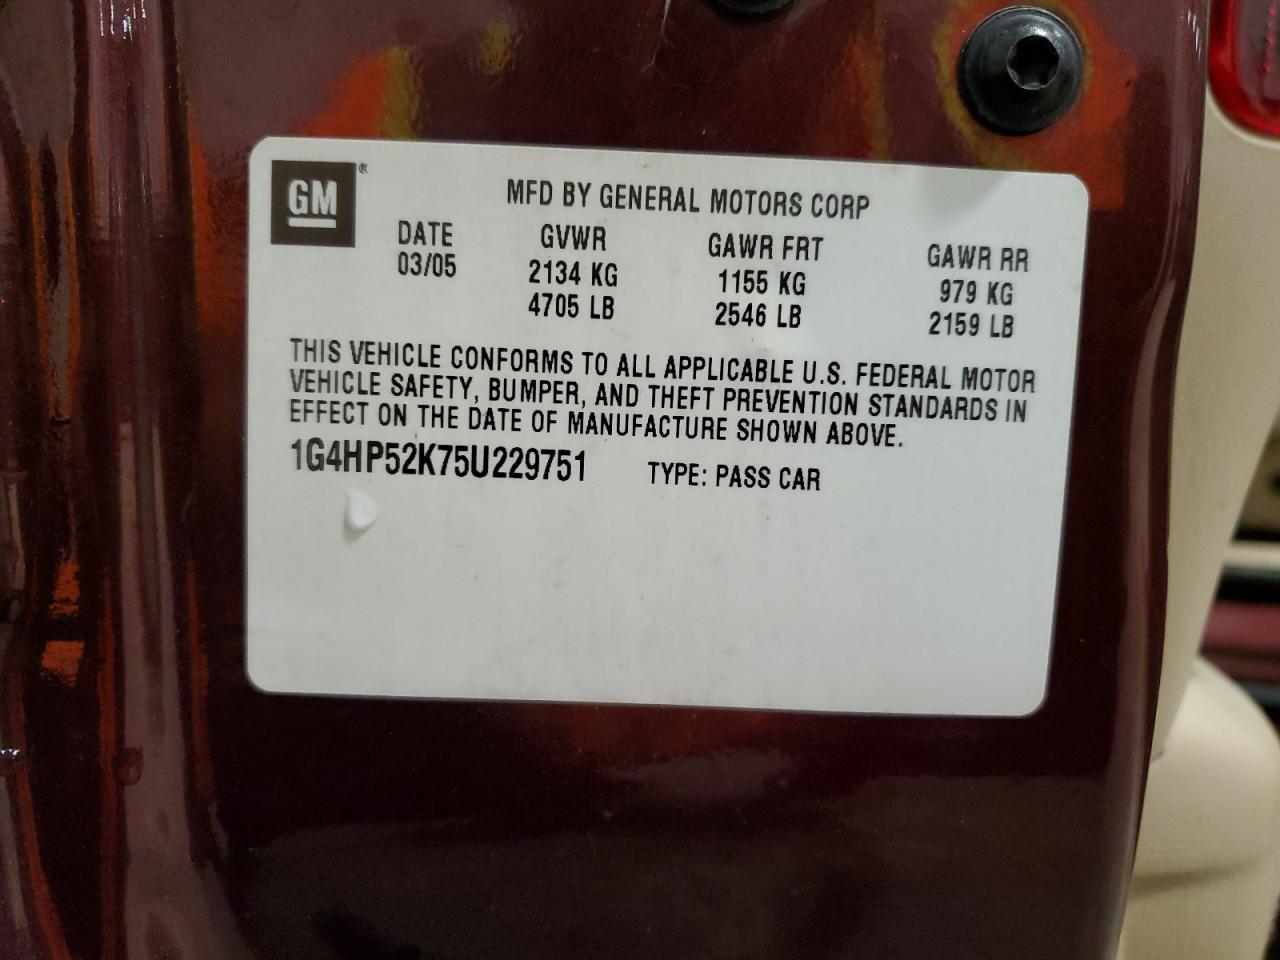 GM®
MFD BY GENERAL MOTORS CORP
DATE GVWR GAWR FRT GAWR RR
03/05 2134 KG 1155 KG 979 KG
4705 LB 2546 LB 2159 LB
THIS VEHICLE CONFORMS TO ALL APPLICABLE U.S. FEDERAL MOTOR
VEHICLE SAFETY, BUMPER, AND THEFT PREVENTION STANDARDS IN
EFFECT ON THE DATE OF MANUFACTURE SHOWN ABOVE.
1G4HP52K75U229751 TYPE: PASS CAR